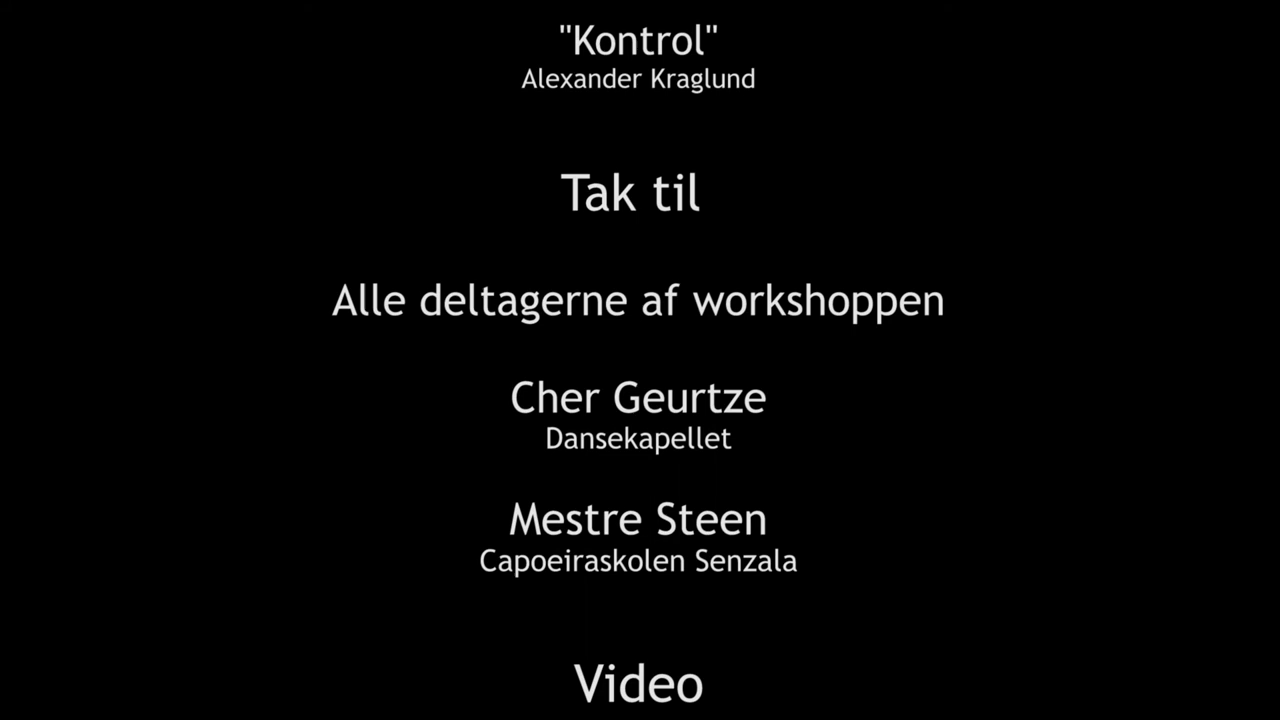 "Kontrol"
Alexander Kraglund
Tak til
Alle deltagerne af workshoppen
Cher Geurtze
Dansekapellet
Mestre Steen
Capoeiraskolen Senzala
Video